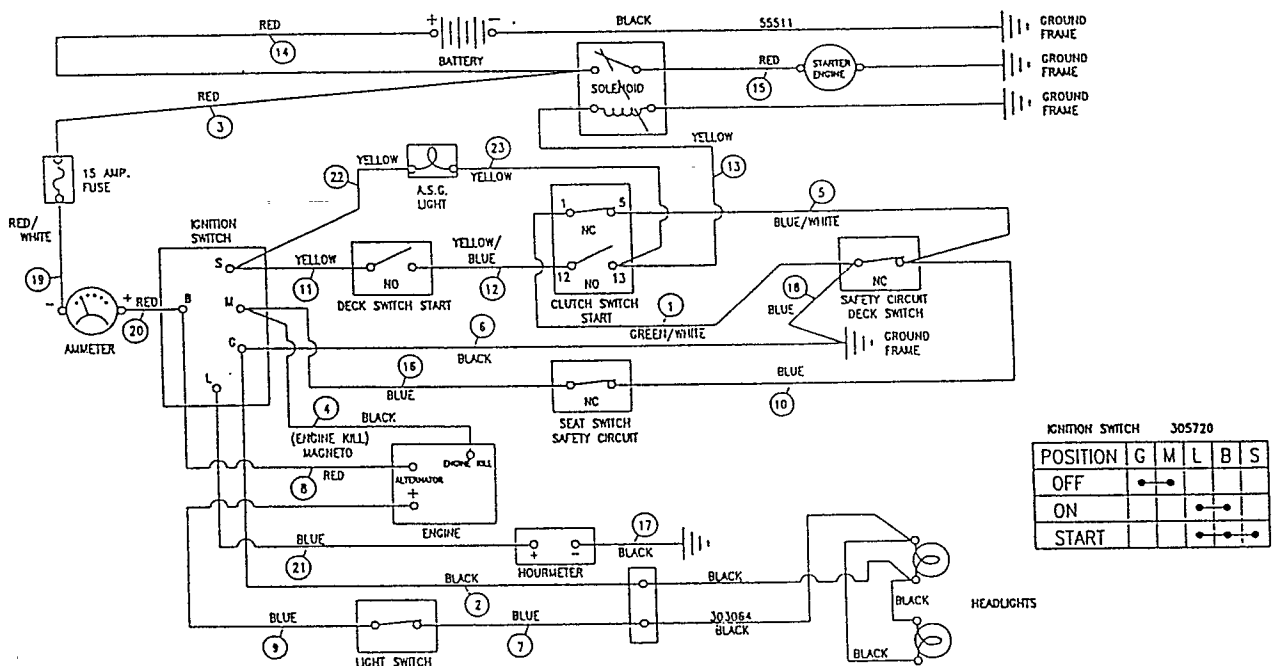 RED
14
+
-
BATTERY
BLACK
55511
GROUND
FRAME
RED
3
SOLENOID
RED
15
STARTER
ENGINE
GROUND
FRAME
GROUND
FRAME
15 AMP.
FUSE
YELLOW
22
23
YELLOW
A.S.G.
LIGHT
YELLOW
13
RED/
WHITE
19
IGNITION
SWITCH
S
YELLOW
11
NO
DECK SWITCH START
YELLOW/
BLUE
12
1
5
NC
12
13
NO
CLUTCH SWITCH
START
5
BLUE/WHITE
NC
SAFETY CIRCUIT
DECK SWITCH
18
BLUE
1
GREEN/WHITE
-
+
AMMETER
RED
20
B
M
G
L
6
BLACK
GROUND
FRAME
16
BLUE
NC
SEAT SWITCH
SAFETY CIRCUIT
BLUE
10
4
BLACK
(ENGINE KILL)
MAGNETO
ENGINE KILL
RED
8
ALTERNATOR
+
ENGINE
BLUE
21
+
-
HOURMETER
17
BLACK
BLACK
2
BLACK
BLUE
9
LIGHT SWITCH
BLUE
7
303064
BLACK
BLACK
BLACK
HEADLIGHTS
IGNITION SWITCH 305720
POSITION G M L B S
OFF
ON
START